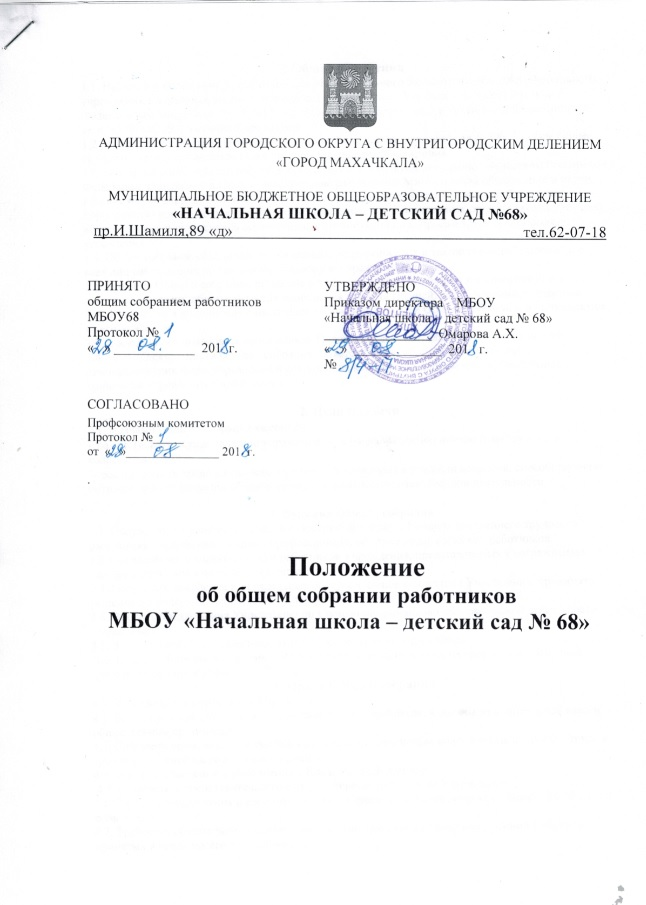 АДМИНИСТРАЦИЯ ГОРОДСКОГО ОКРУГА С ВНУТРИГОРОДСКИМ ДЕЛЕНИЕМ
«ГОРОД МАХАЧКАЛА»
МУНИЦИПАЛЬНОЕ БЮДЖЕТНОЕ ОБЩЕОБРАЗОВАТЕЛЬНОЕ УЧРЕЖДЕНИЕ
«НАЧАЛЬНАЯ ШКОЛА – ДЕТСКИЙ САД №68»
пр.И.Шамиля,89 «д» тел.62-07-18
ПРИНЯТО
общим собранием работников
МБОУ68
Протокол № 1
«28» 08. 2018г.
УТВЕРЖДЕНО
Приказом директора МБОУ
«Начальная школа – детский сад № 68»
Омарова А.Х.
«29» 08. 2018 г.
№
СОГЛАСОВАНО
Профсоюзным комитетом
Протокол № 1
от «28» 08 2018г.
Положение
об общем собрании работников
МБОУ «Начальная школа – детский сад № 68»